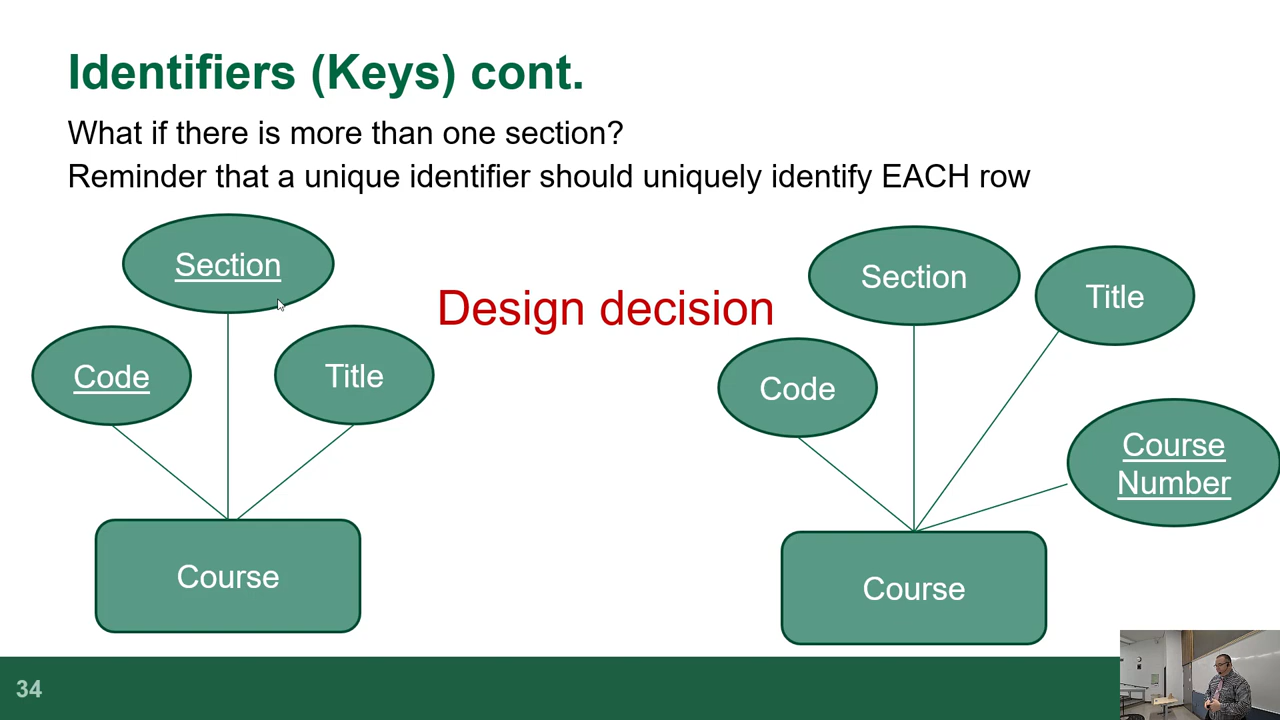 Identifiers (Keys) cont.
What if there is more than one section?
Reminder that a unique identifier should uniquely identify EACH row
Section
Code
Title
Course
Design decision
Section
Title
Code
Course
Number
Course
34